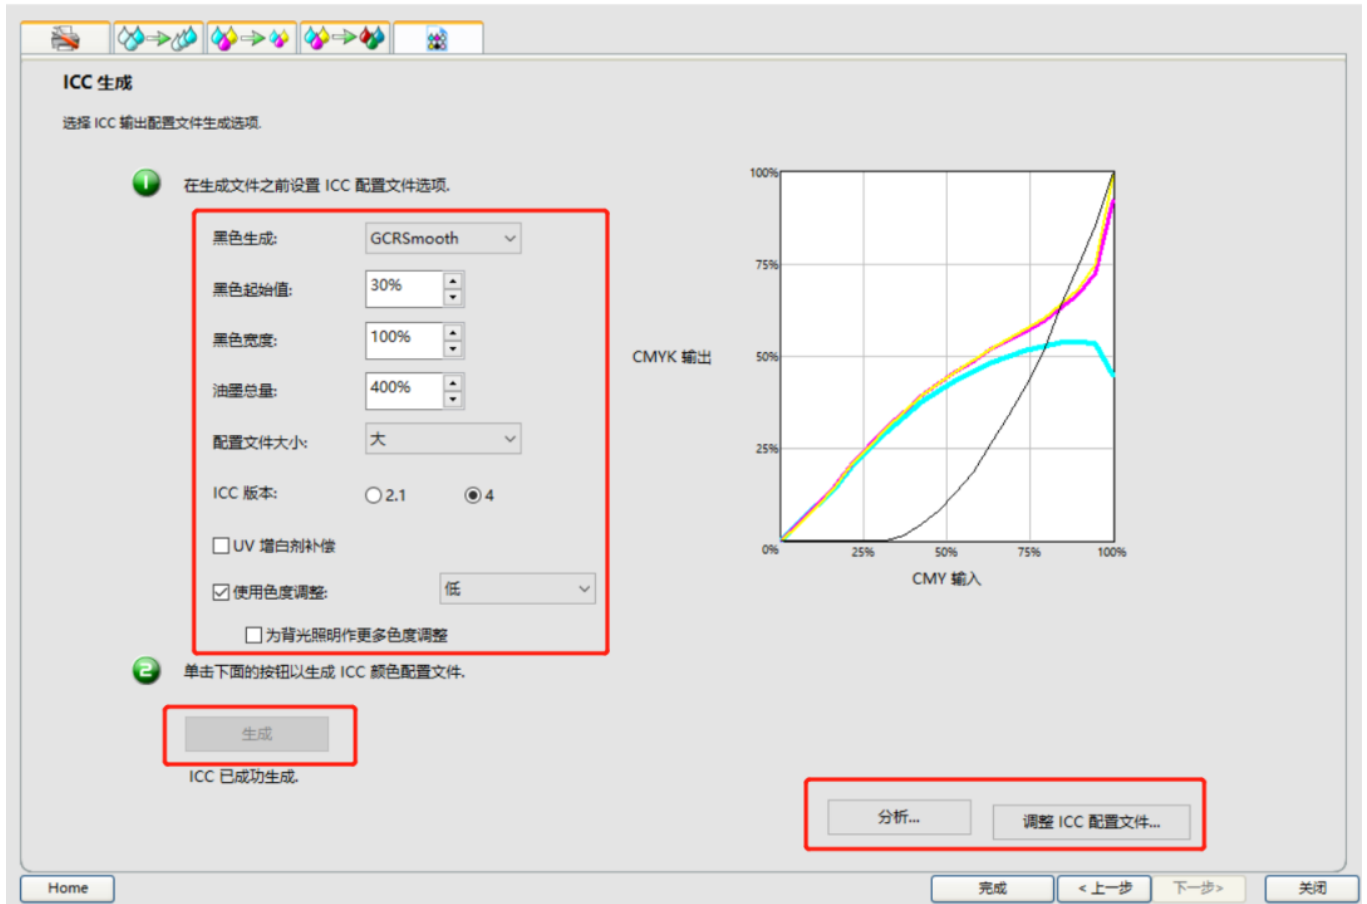 ICC 生成
选择 ICC 输出配置文件生成选项.
1 在生成文件之前设置 ICC 配置文件选项.
黑色生成: GCRSmooth
黑色起始值: 30%
黑色宽度: 100%
油墨总量: 400%
配置文件大小: 大
ICC 版本: 2.1 4
UV 增白剂补偿
使用色度调整: 低
为背光照明作更多色度调整
2 单击下面的按钮以生成 ICC 颜色配置文件.
生成
ICC 已成功生成.
100%
75%
CMYK 输出 50%
25%
0% 25% 50% 75% 100%
CMY 输入
分析... 调整 ICC 配置文件...
Home 完成 <上一步 下一步> 关闭